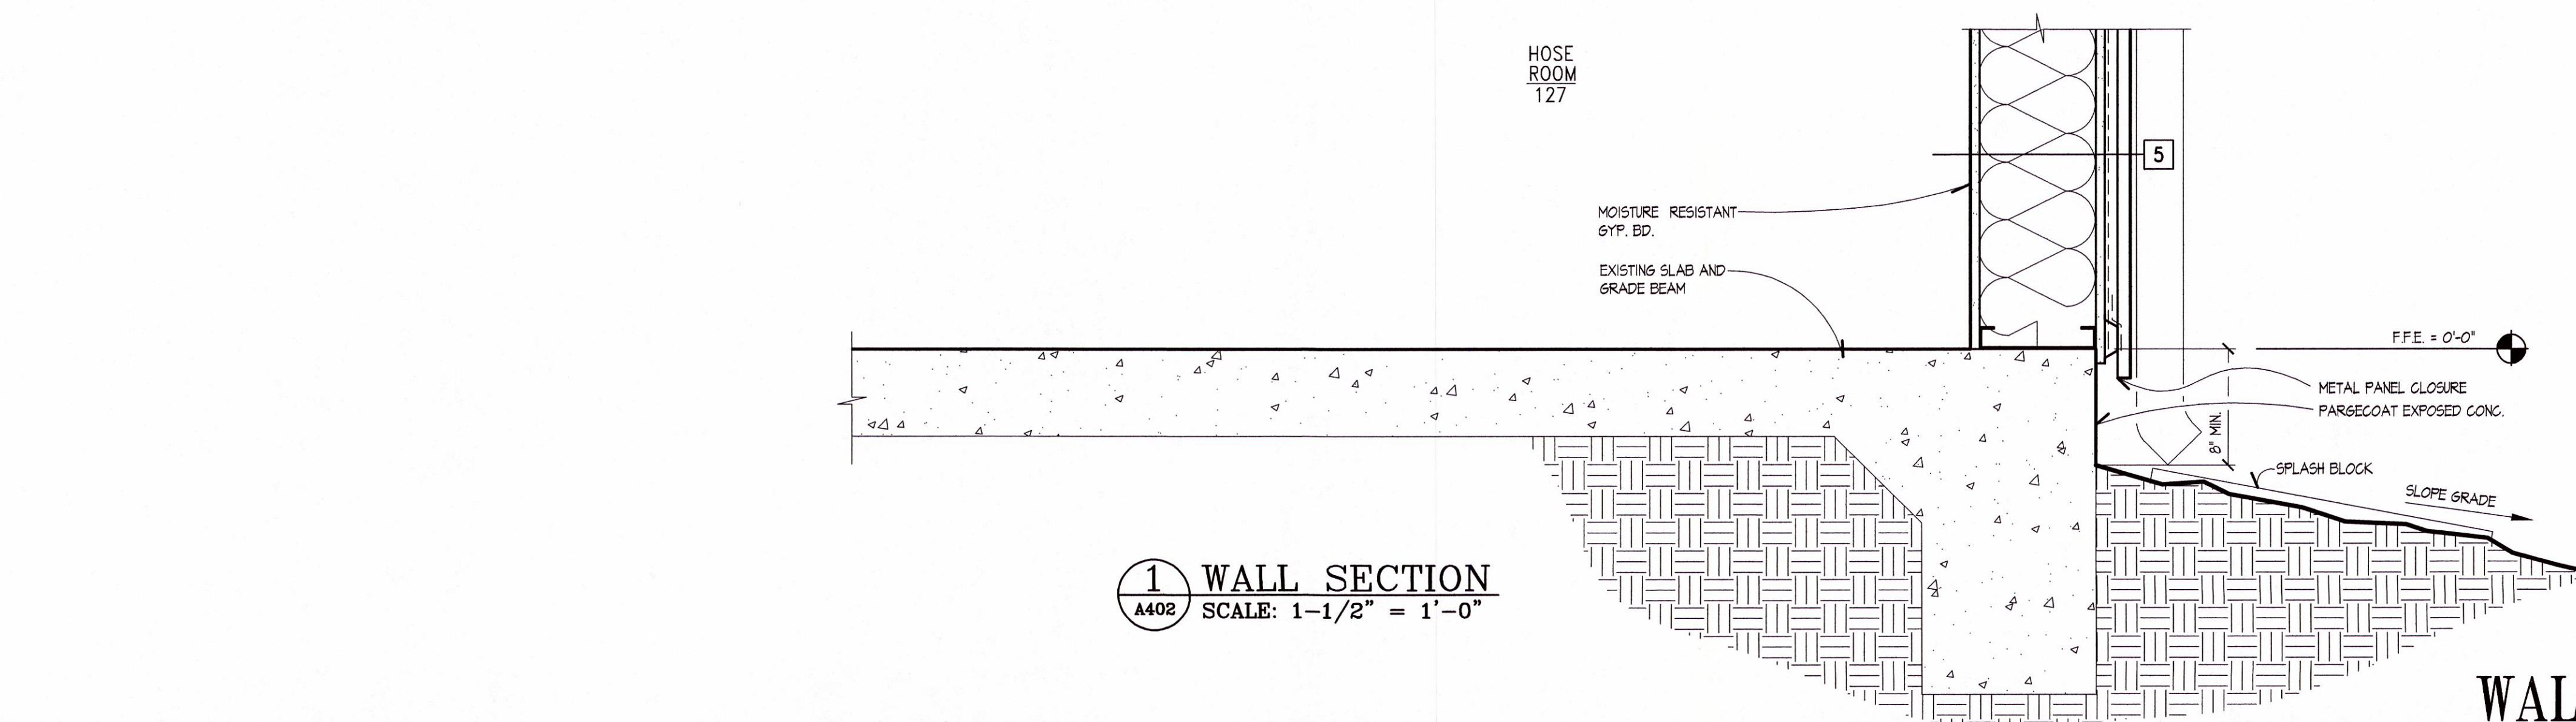 HOSE
ROOM
127
5
MOISTURE RESISTANT
GYP. BD.
EXISTING SLAB AND
GRADE BEAM
F.F.E. = 0'-0"
METAL PANEL CLOSURE
PARGECOAT EXPOSED CONC.
8" MIN.
SPLASH BLOCK
SLOPE GRADE
1
A402
WALL SECTION
SCALE: 1-1/2" = 1'-0"
WAL